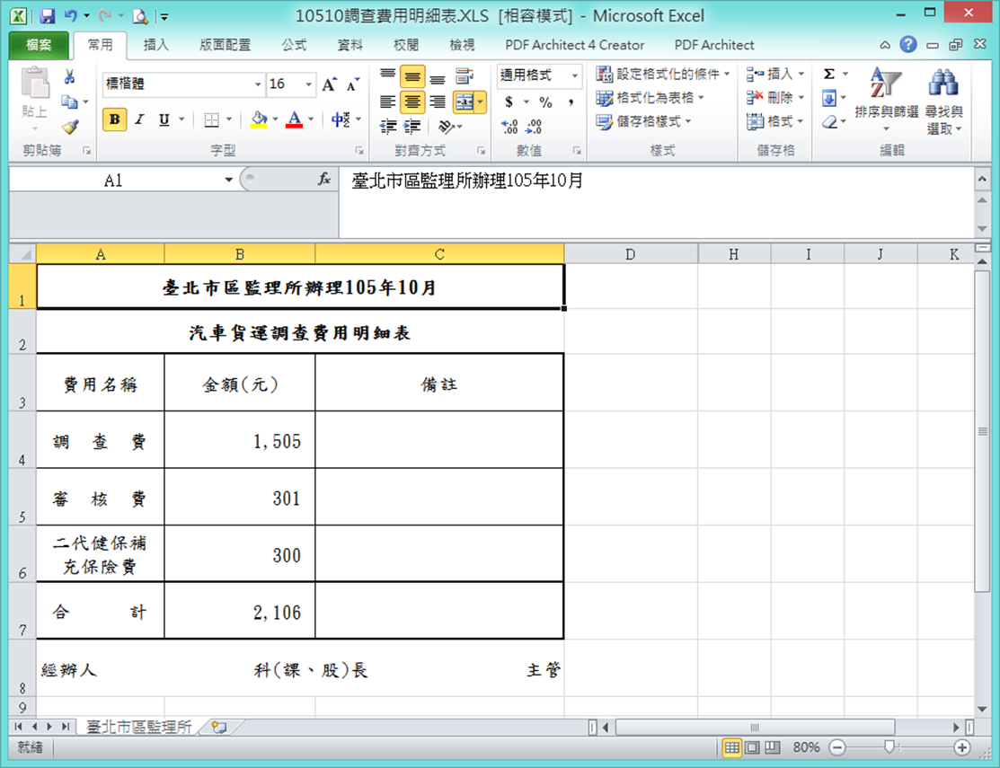 10510調查費用明細表.XLS [相容模式] - Microsoft Excel
檔案 常用 插入 版面配置 公式 資料 校閱 檢視 PDF Architect 4 Creator PDF Architect
標楷體 16 通用格式 設定格式化的條件 插入 Σ
貼上 格式化為表格 刪除 排序與篩選 尋找與選取
B I U A 中 $ % , 儲存格樣式 格式
剪貼簿 字型 對齊方式 數值 樣式 儲存格 編輯
A1 fx 臺北市區監理所辦理105年10月
A B C D H I J K
1 臺北市區監理所辦理105年10月
2 汽車貨運調查費用明細表
3 費用名稱 金額(元) 備註
4 調 查 費 1,505
5 審 核 費 301
6 二代健保補充保險費 300
7 合 計 2,106
8 經辦人 科(課、股)長 主管
9
臺北市區監理所
就緒 80%